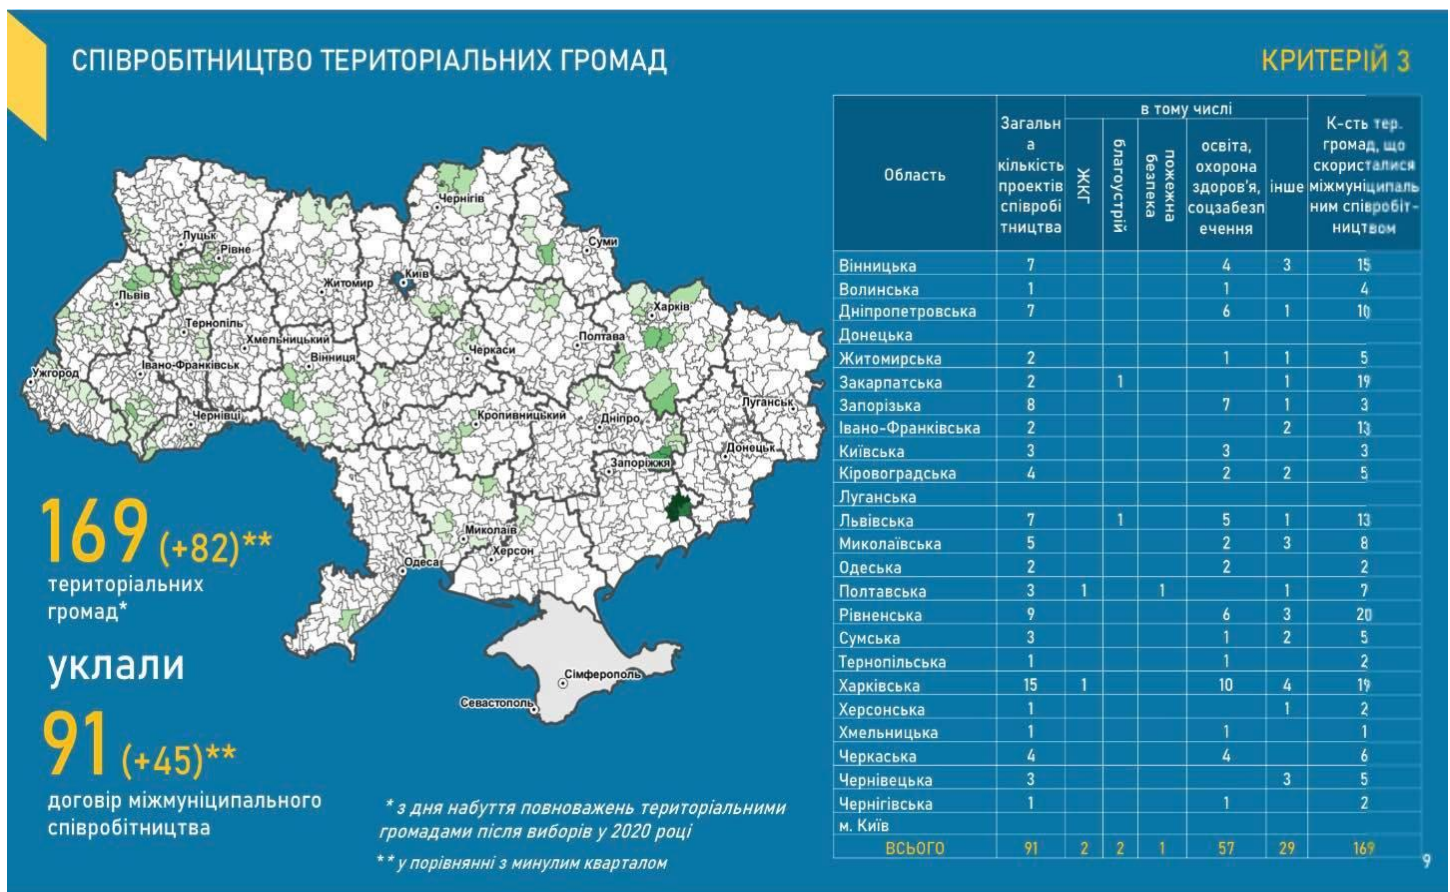 СПІВРОБІТНИЦТВО ТЕРИТОРІАЛЬНИХ ГРОМАД
КРИТЕРІЙ 3
Чернігів
Луцьк
Рівне
Суми
Київ
Житомир
Львів
Харків
Тернопіль
Хмельницький
Полтава
Черкаси
Вінниця
Івано-Франківськ
Ужгород
Чернівці
Кропивницький
Дніпро
Луганськ
Донецьк
Запоріжжя
Миколаїв
Херсон
Одеса
Сімферополь
Севастополь
169 (+82)**
територіальних
громад*
уклали
91 (+45)**
договір міжмуніципального
співробітництва
* з дня набуття повноважень територіальними
громадами після виборів у 2020 році
** у порівнянні з минулим кварталом
Область
Загальн
а
кількість
проектів
співробі
тництва
в тому числі
ЖКГ
благоустрій
пожежна
безпека
освіта,
охорона
здоров'я,
соцзабезп
ечення
інше
К-сть тер.
громад, що
скористалися
міжмуніципаль
ним співробіт-
ництвом
Вінницька 7 4 3 15
Волинська 1 1 4
Дніпропетровська 7 6 1 10
Донецька
Житомирська 2 1 1 5
Закарпатська 2 1 1 19
Запорізька 8 7 1 3
Івано-Франківська 2 2 13
Київська 3 3 3
Кіровоградська 4 2 2 5
Луганська
Львівська 7 1 5 1 13
Миколаївська 5 2 3 8
Одеська 2 2 2
Полтавська 3 1 1 1 7
Рівненська 9 6 3 20
Сумська 3 1 2 5
Тернопільська 1 1 2
Харківська 15 1 10 4 19
Херсонська 1 1 2
Хмельницька 1 1 1
Черкаська 4 4 6
Чернівецька 3 3 5
Чернігівська 1 1 2
м. Київ
ВСЬОГО 91 2 2 1 57 29 169
9